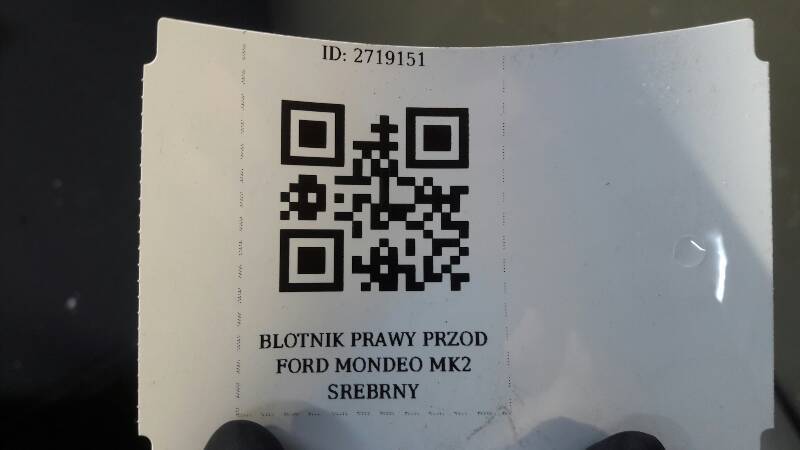 ID: 2719151
BLOTNIK PRAWY PRZOD
FORD MONDEO MK2
SREBRNY